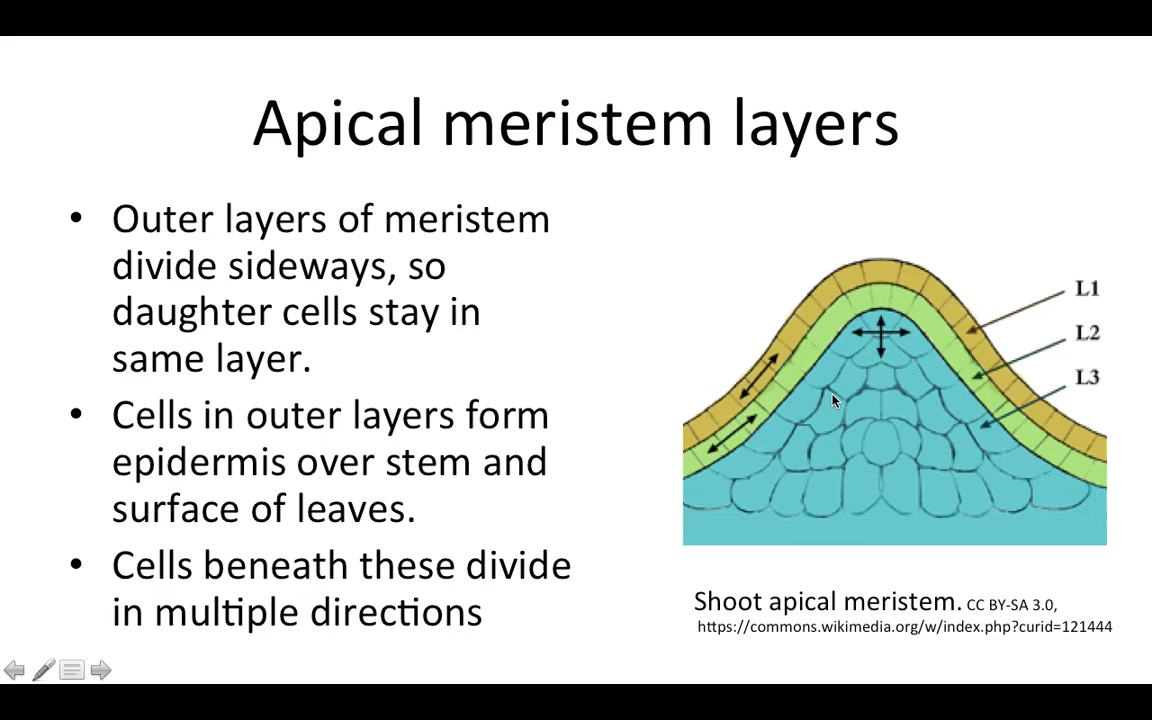 Apical meristem layers
• Outer layers of meristem
divide sideways, so
daughter cells stay in
same layer.
• Cells in outer layers form
epidermis over stem and
surface of leaves.
• Cells beneath these divide
in multiple directions
L1
L2
L3
Shoot apical meristem. CC BY-SA 3.0,
https://commons.wikimedia.org/w/index.php?curid=121444